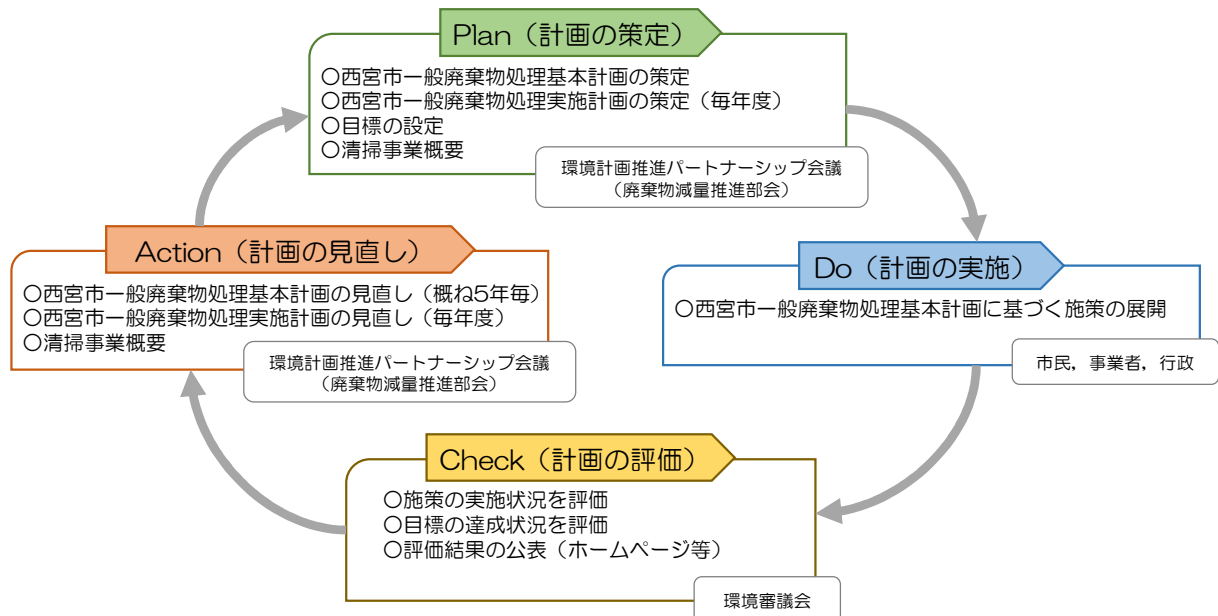 Plan（計画の策定）
〇西宮市一般廃棄物処理基本計画の策定
〇西宮市一般廃棄物処理実施計画の策定（毎年度）
〇目標の設定
〇清掃事業概要
環境計画推進パートナーシップ会議
（廃棄物減量推進部会）
Do（計画の実施）
〇西宮市一般廃棄物処理基本計画に基づく施策の展開
市民，事業者，行政
Check（計画の評価）
〇施策の実施状況を評価
〇目標の達成状況を評価
〇評価結果の公表（ホームページ等）
環境審議会
Action（計画の見直し）
〇西宮市一般廃棄物処理基本計画の見直し（概ね5年毎）
〇西宮市一般廃棄物処理実施計画の見直し（毎年度）
〇清掃事業概要
環境計画推進パートナーシップ会議
（廃棄物減量推進部会）